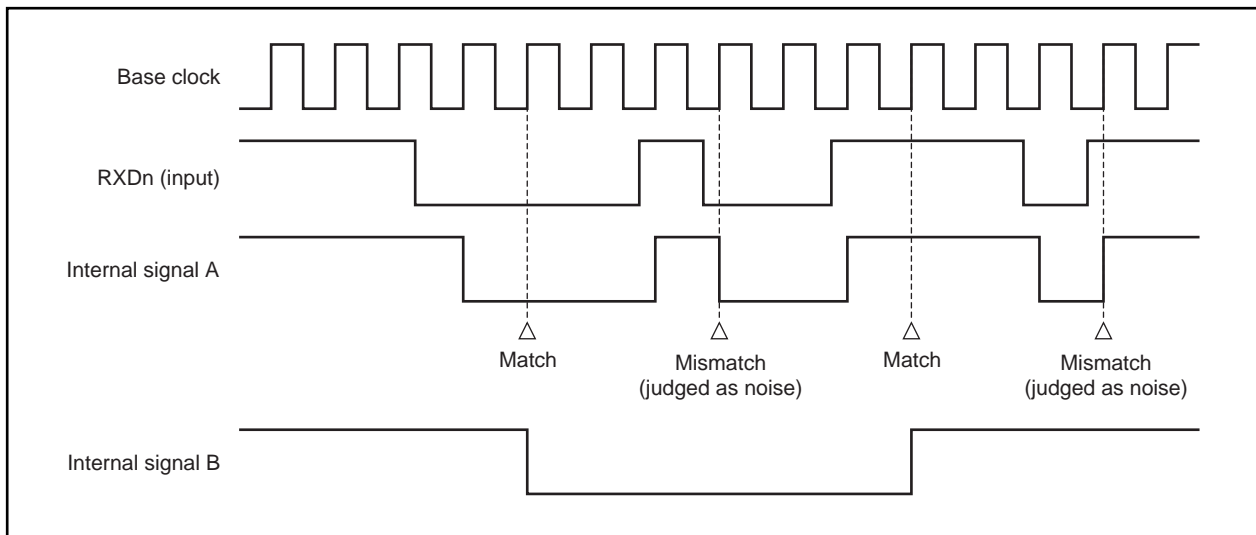 Base clock
RXDn (input)
Internal signal A
Match
Mismatch
(judged as noise)
Match
Mismatch
(judged as noise)
Internal signal B